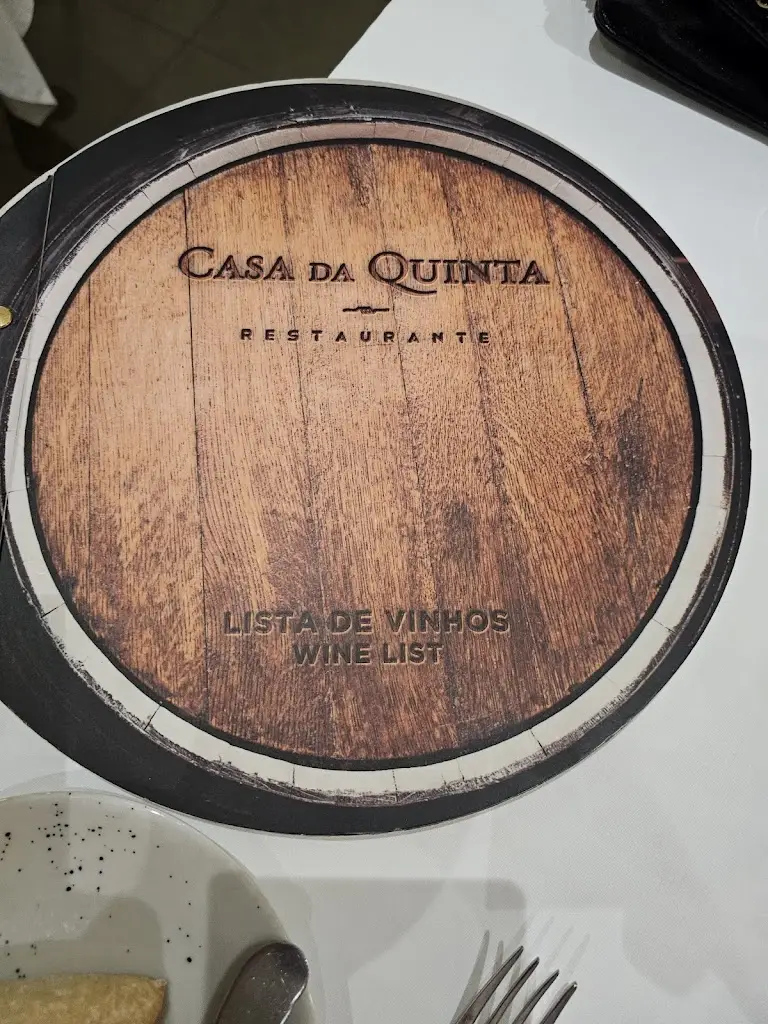 CASA DA QUINTA
RESTAURANTE
LISTA DE VINHOS
WINE LIST